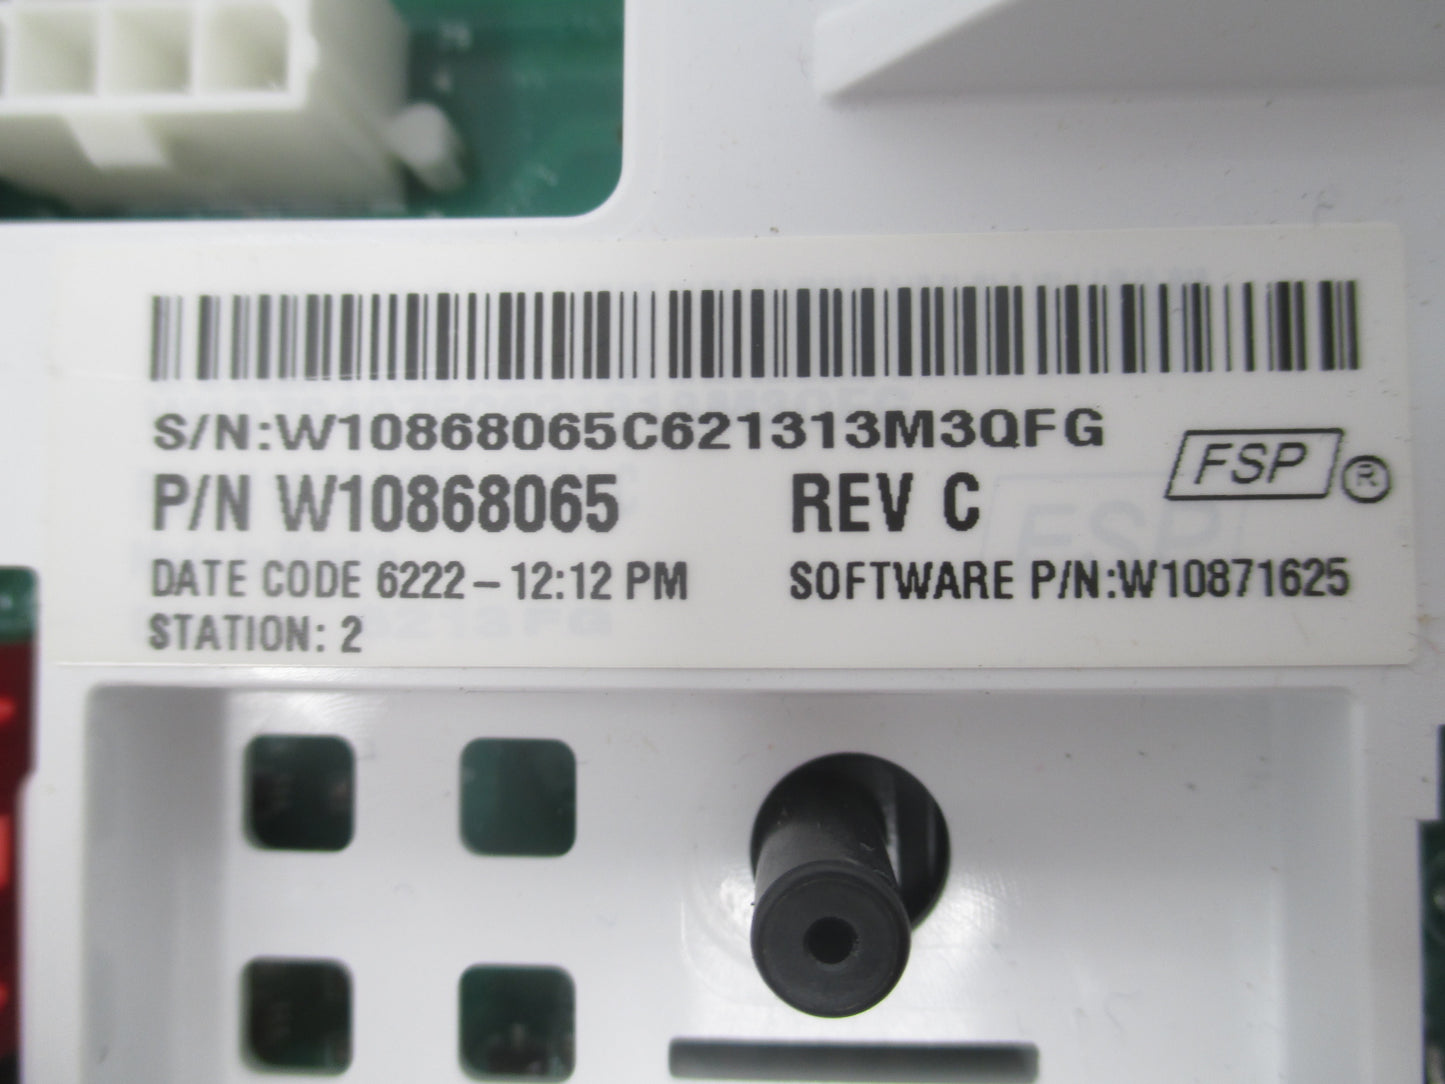 S/N:W10868065C621313M3QFG
P/N W10868065 REV C
FSP ®
DATE CODE 6222 – 12:12 PM SOFTWARE P/N:W10871625
STATION: 2